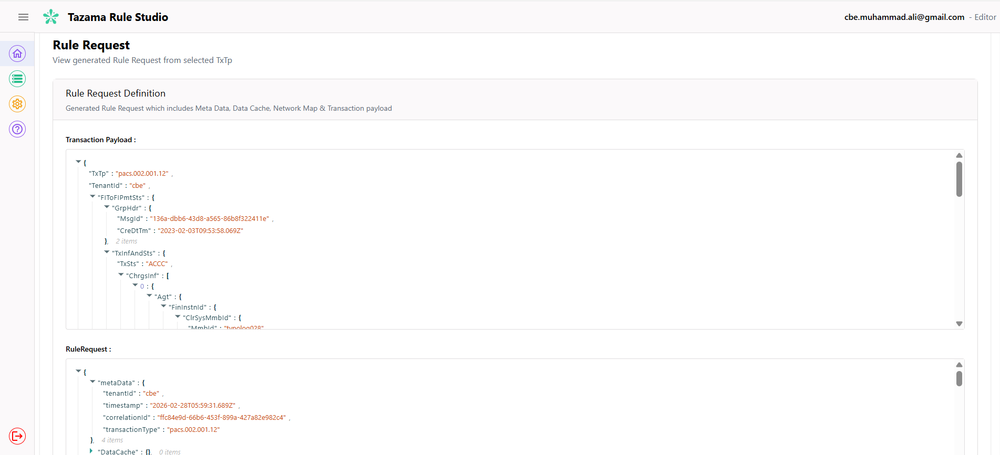 Tazama Rule Studio
cbe.muhammad.ali@gmail.com - Editor
Rule Request
View generated Rule Request from selected TxTp
Rule Request Definition
Generated Rule Request which includes Meta Data, Data Cache, Network Map & Transaction payload
Transaction Payload :
{
"TxTp" : "pacs.002.001.12" ,
"TenantId" : "cbe" ,
"FIToFIPmtSts" : {
"GrpHdr" : {
"MsgId" : "136a-dbb6-43d8-a565-86b8f322411e" ,
"CreDtTm" : "2023-02-03T09:53:58.069Z"
}, 2 items
"TxInfAndSts" : {
"TxSts" : "ACCC" ,
"ChrgsInf" : [
0 : {
"Agt" : {
"FinInstnId" : {
"ClrSysMmbId" : {
"MmbId" : "typolog028"
RuleRequest :
{
"metaData" : {
"tenantId" : "cbe" ,
"timestamp" : "2026-02-28T05:59:31.689Z" ,
"correlationId" : "ffc84e9d-66b6-453f-899a-427a82e982c4" ,
"transactionType" : "pacs.002.001.12"
}, 4 items
"DataCache" : {}, 0 items